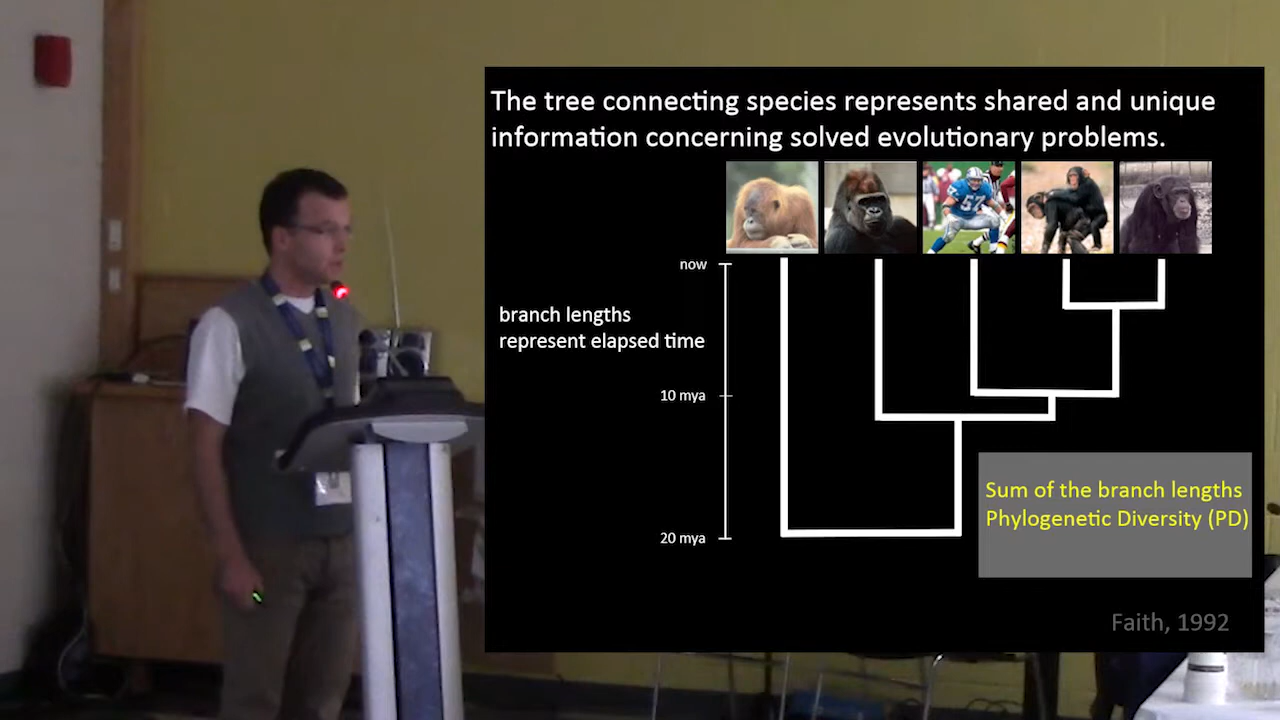 The tree connecting species represents shared and unique
information concerning solved evolutionary problems.
57
now
branch lengths
represent elapsed time
10 mya
20 mya
Sum of the branch lengths
Phylogenetic Diversity (PD)
Faith, 1992